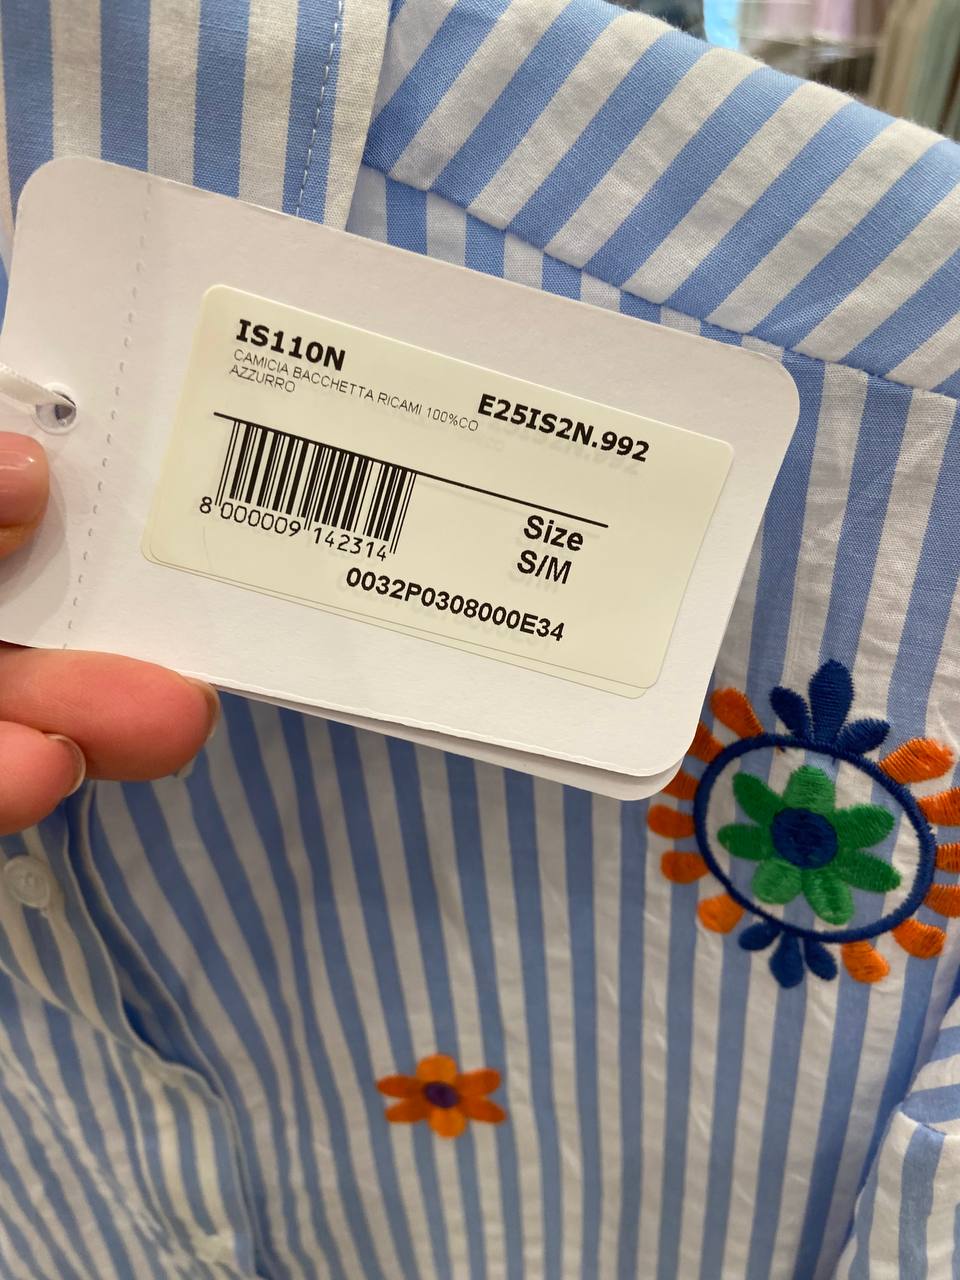 IS110N
CAMICIA BACCHETTA RICAMI 100%CO
AZZURRO
E25IS2N.992
8 000009 142314
Size
S/M
0032P0308000E34